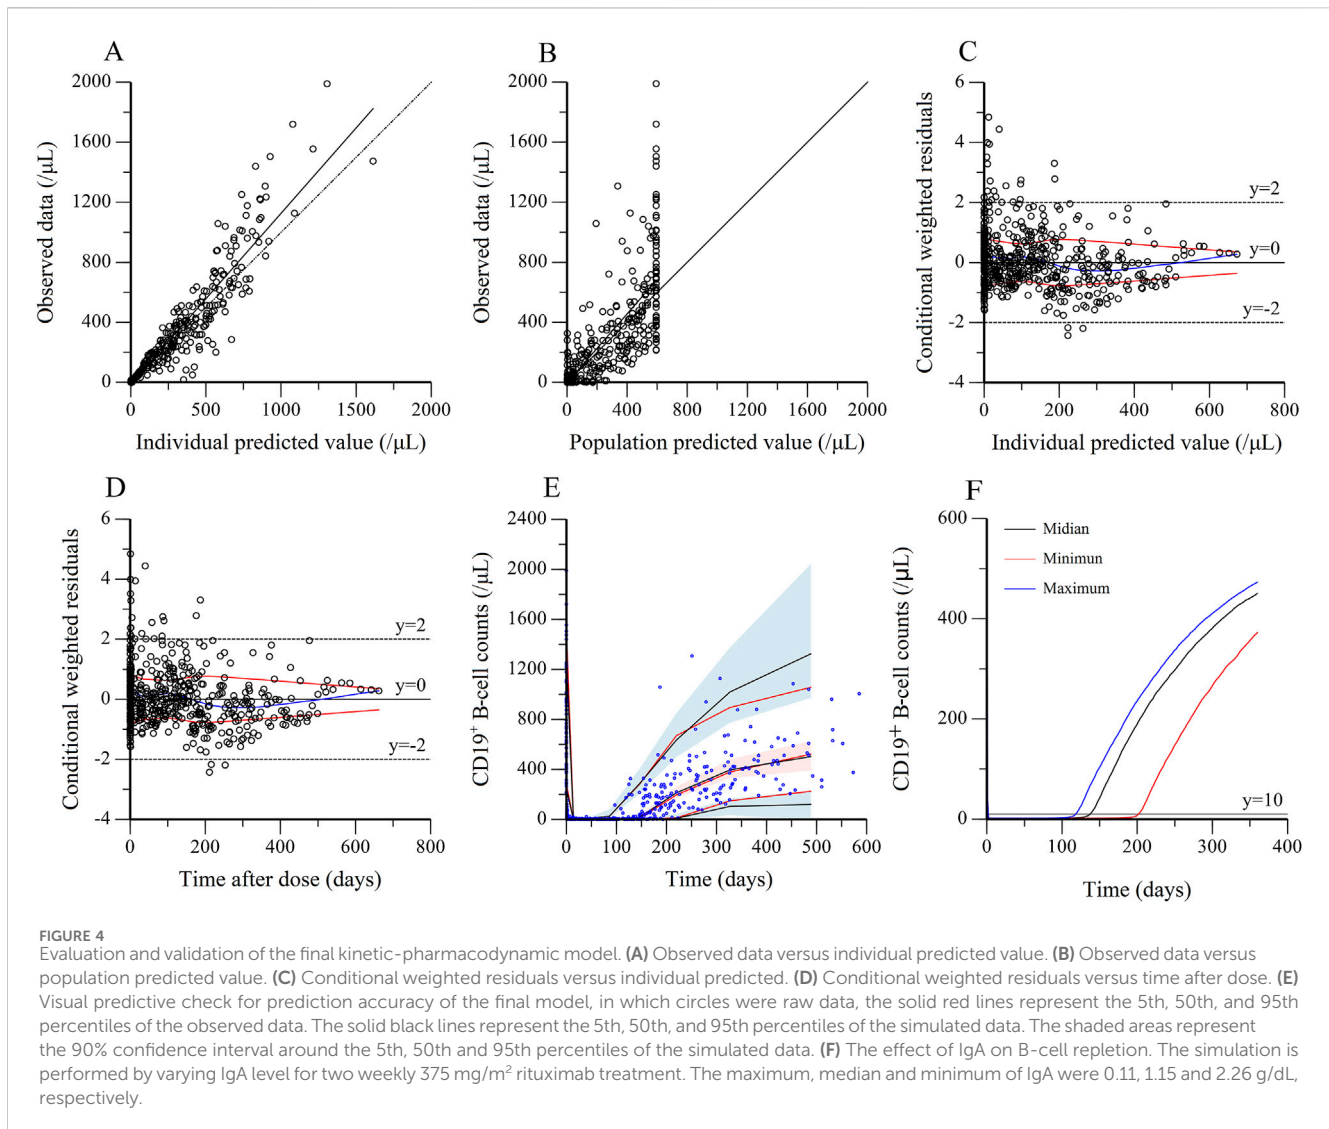 A
2000
1600
1200
800
400
0
Observed data (/μL)
0 500 1000 1500 2000
Individual predicted value (/μL)
B
2000
1600
1200
800
400
0
Observed data (/μL)
0 400 800 1200 1600 2000
Population predicted value (/μL)
C
6
4
2
0
-2
-4
Conditional weighted residuals
y=2
y=0
y=-2
0 200 400 600 800
Individual predicted value (/μL)
D
6
4
2
0
-2
-4
Conditional weighted residuals
y=2
y=0
y=-2
0 200 400 600 800
Time after dose (days)
E
2400
2000
1600
1200
800
400
0
CD19+ B-cell counts (/μL)
0 100 200 300 400 500 600
Time (days)
F
600
400
200
0
CD19+ B-cell counts (/μL)
Midian
Minimun
Maximum
y=10
0 100 200 300 400
Time (days)
FIGURE 4
Evaluation and validation of the final kinetic-pharmacodynamic model. (A) Observed data versus individual predicted value. (B) Observed data versus
population predicted value. (C) Conditional weighted residuals versus individual predicted. (D) Conditional weighted residuals versus time after dose. (E)
Visual predictive check for prediction accuracy of the final model, in which circles were raw data, the solid red lines represent the 5th, 50th, and 95th
percentiles of the observed data. The solid black lines represent the 5th, 50th, and 95th percentiles of the simulated data. The shaded areas represent
the 90% confidence interval around the 5th, 50th and 95th percentiles of the simulated data. (F) The effect of IgA on B-cell repletion. The simulation is
performed by varying IgA level for two weekly 375 mg/m² rituximab treatment. The maximum, median and minimum of IgA were 0.11, 1.15 and 2.26 g/dL,
respectively.